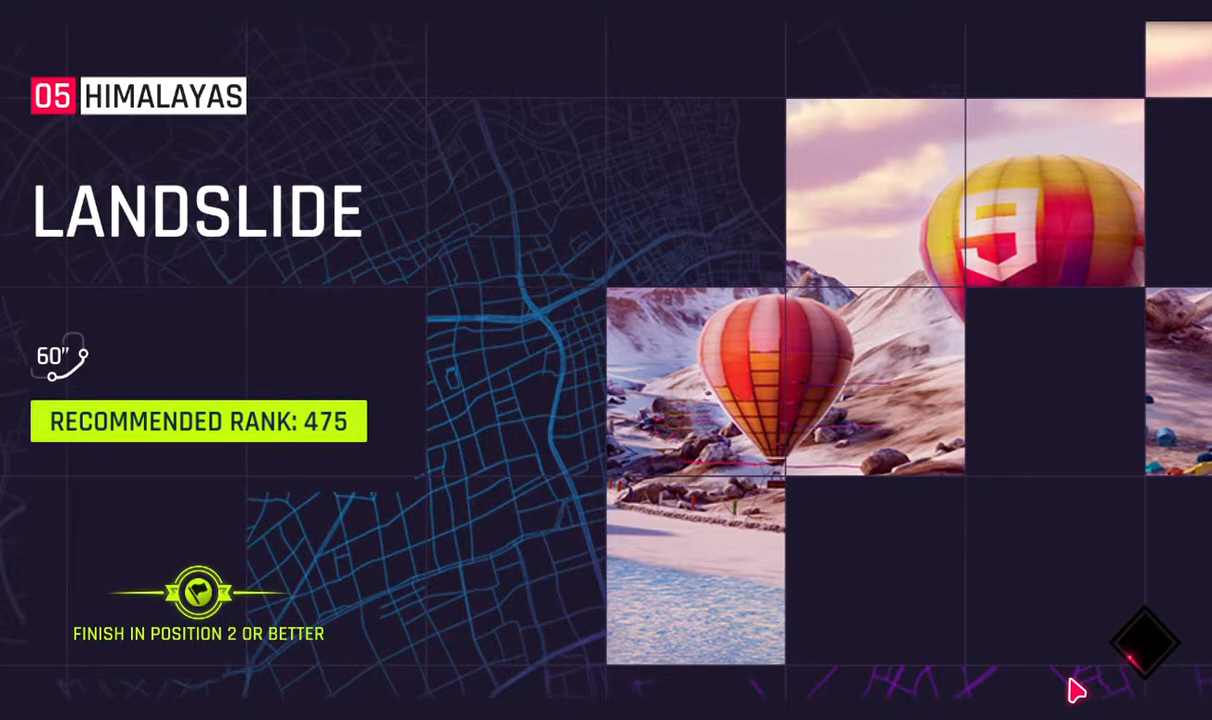 05 HIMALAYAS
LANDSLIDE
60"
RECOMMENDED RANK: 475
FINISH IN POSITION 2 OR BETTER